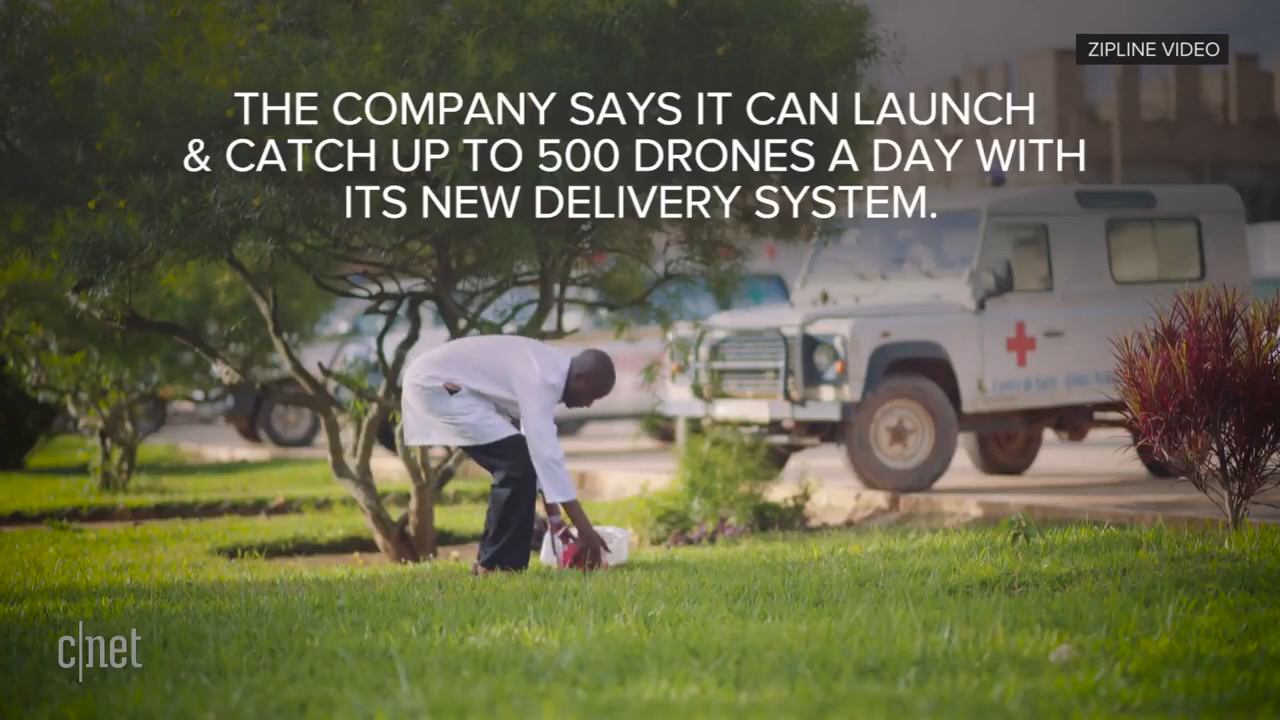 ZIPLINE VIDEO
THE COMPANY SAYS IT CAN LAUNCH
& CATCH UP TO 500 DRONES A DAY WITH
ITS NEW DELIVERY SYSTEM.
c|net